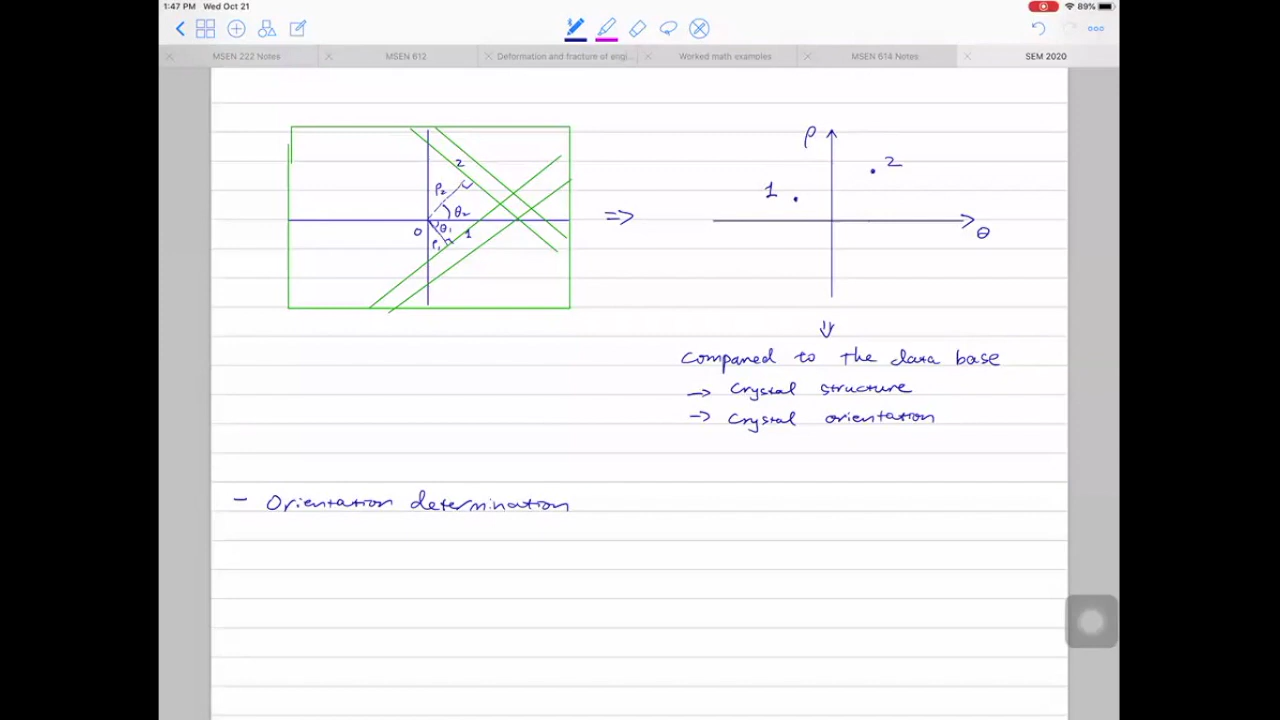 1:47 PM Wed Oct 21
89%
MSEN 222 Notes
MSEN 612
Deformation and fracture of engi...
Worked math examples
MSEN 614 Notes
SEM 2020
2
ρ₂
θ₂
0
θ₁
1
ρ₁
=>
ρ
1
2
θ
⇓
Compared to the data base
→ Crystal structure
→ Crystal orientation
- Orientation determination